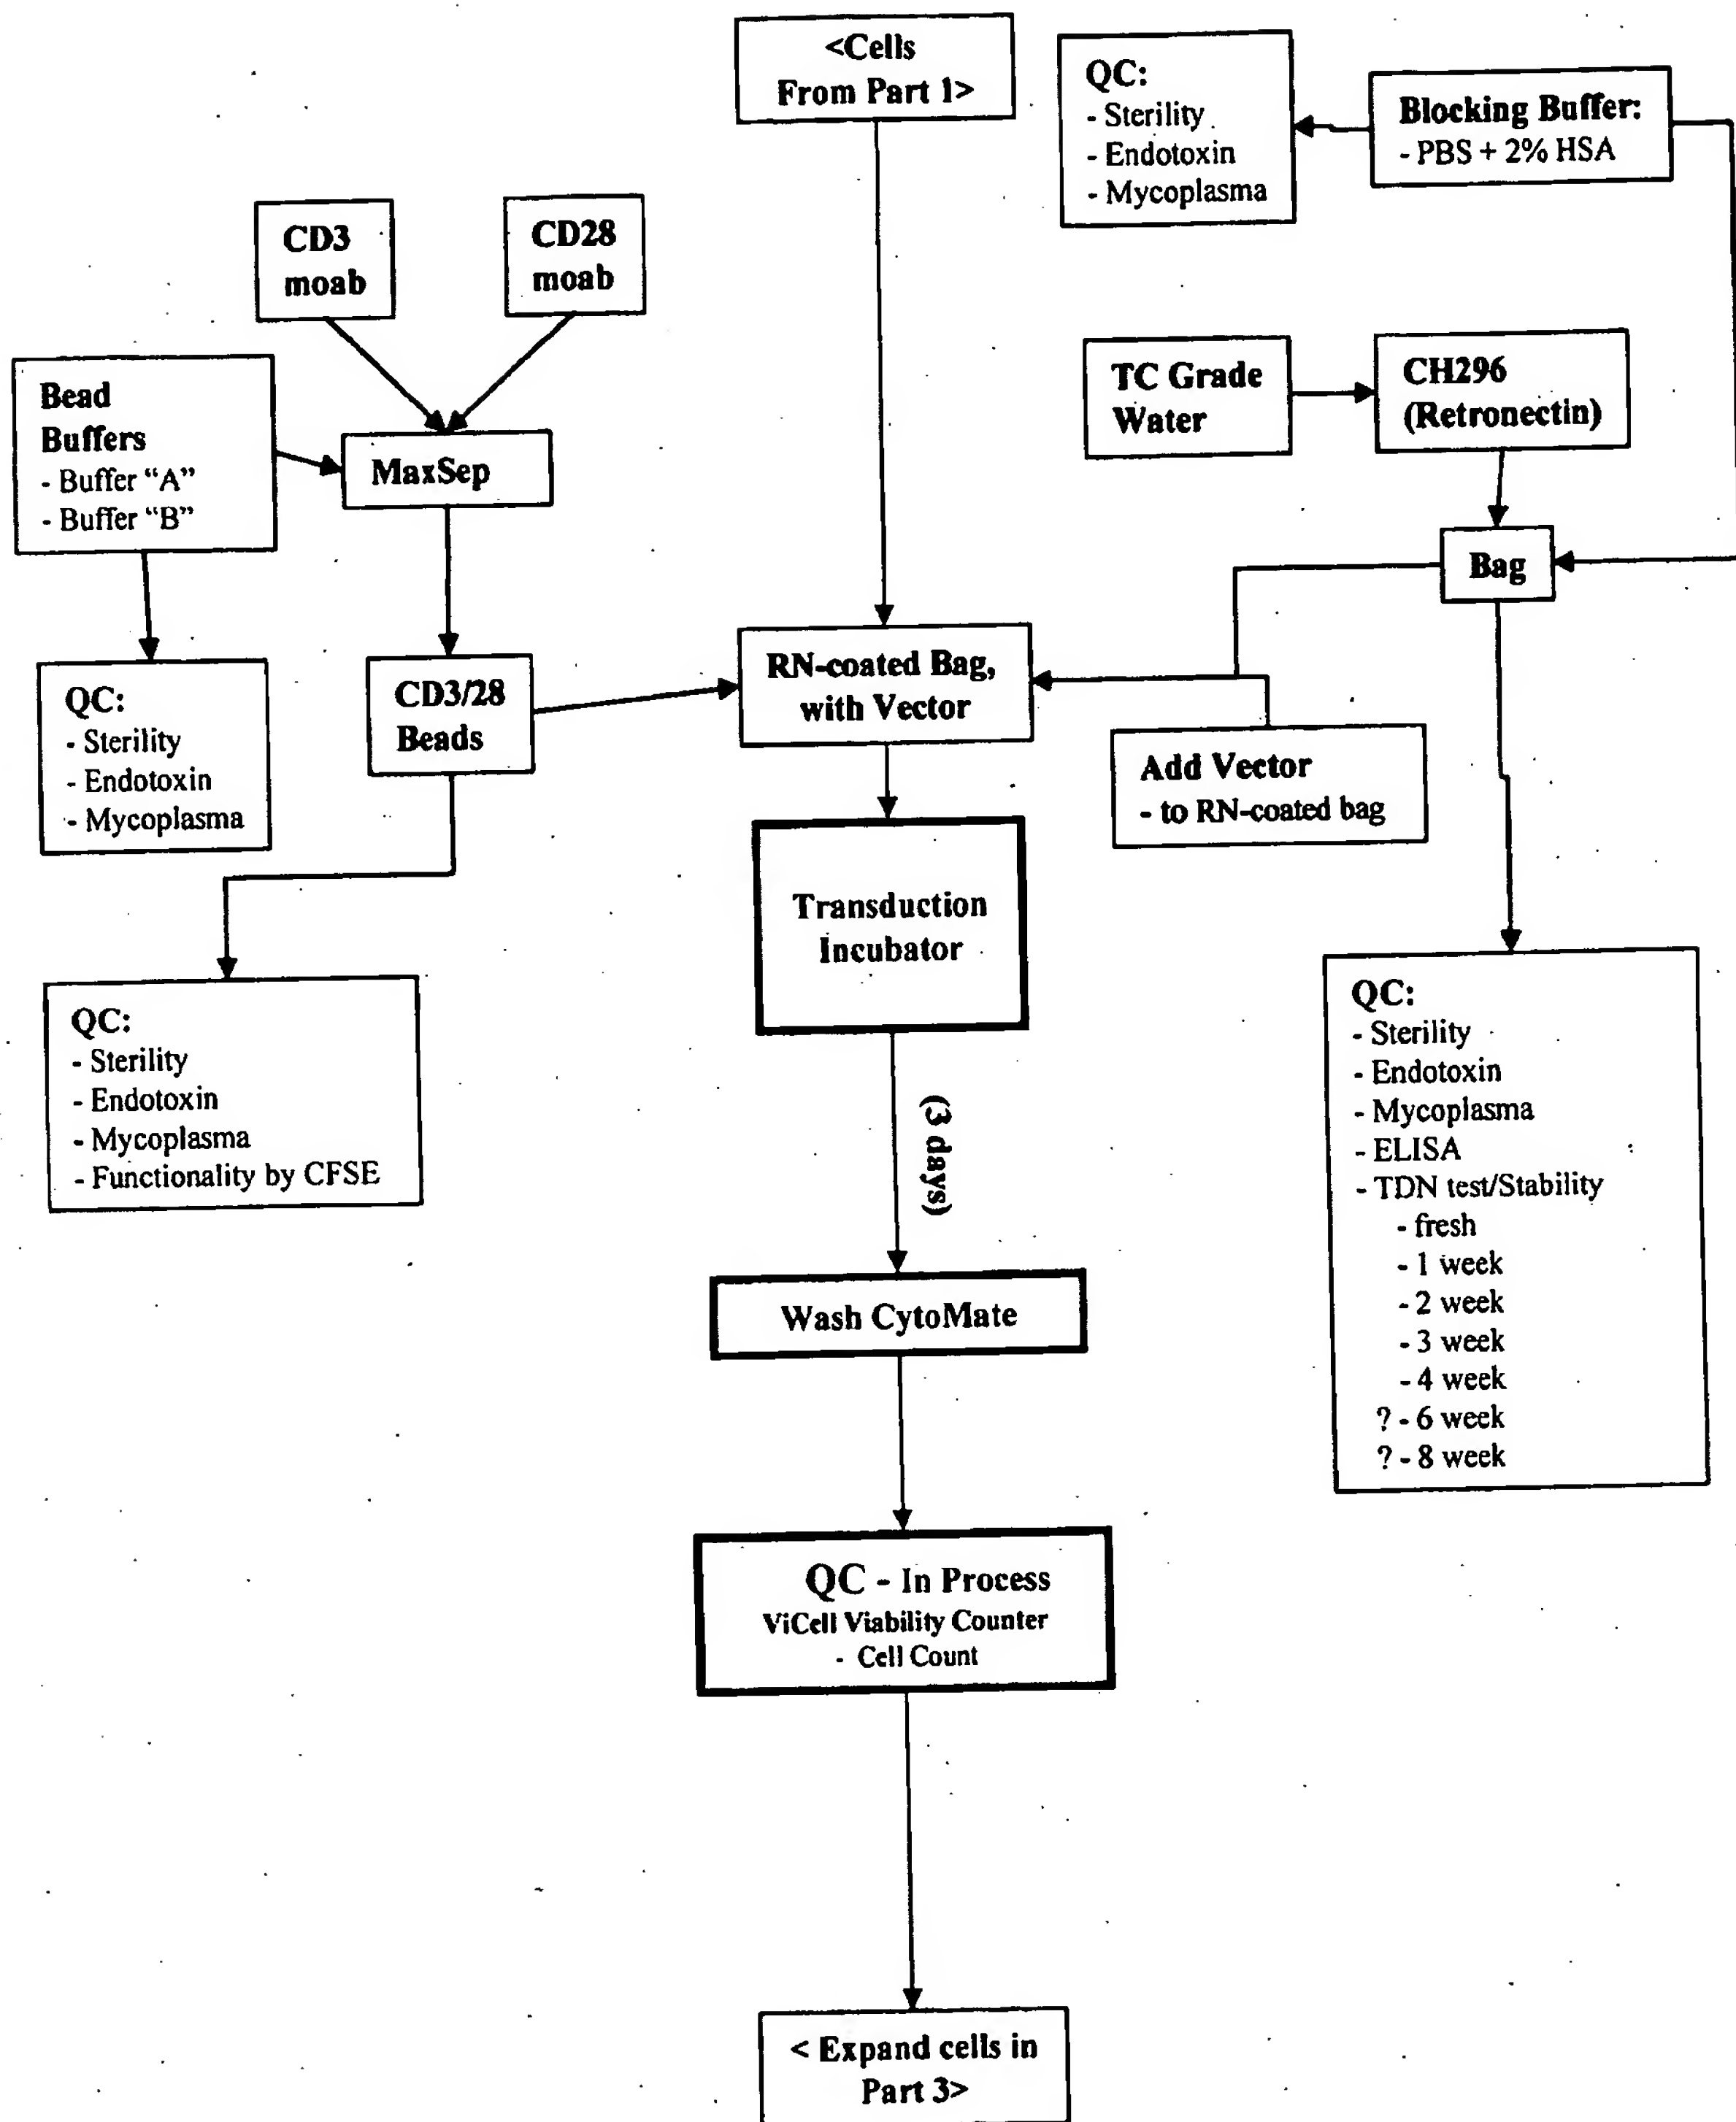 <Cells
From Part 1>
QC:
- Sterility
- Endotoxin
- Mycoplasma
Blocking Buffer:
- PBS + 2% HSA
CD3
moab
CD28
moab
Bead
Buffers
- Buffer “A”
- Buffer “B”
MaxSep
TC Grade
Water
CH296
(Retronectin)
Bag
QC:
- Sterility
- Endotoxin
- Mycoplasma
CD3/28
Beads
RN-coated Bag,
with Vector
Add Vector
- to RN-coated bag
Transduction
Incubator
QC:
- Sterility
- Endotoxin
- Mycoplasma
- Functionality by CFSE
(3 days)
QC:
- Sterility
- Endotoxin
- Mycoplasma
- ELISA
- TDN test/Stability
- fresh
- 1 week
- 2 week
- 3 week
- 4 week
? - 6 week
? - 8 week
Wash CytoMate
QC - In Process
ViCell Viability Counter
- Cell Count
< Expand cells in
Part 3>